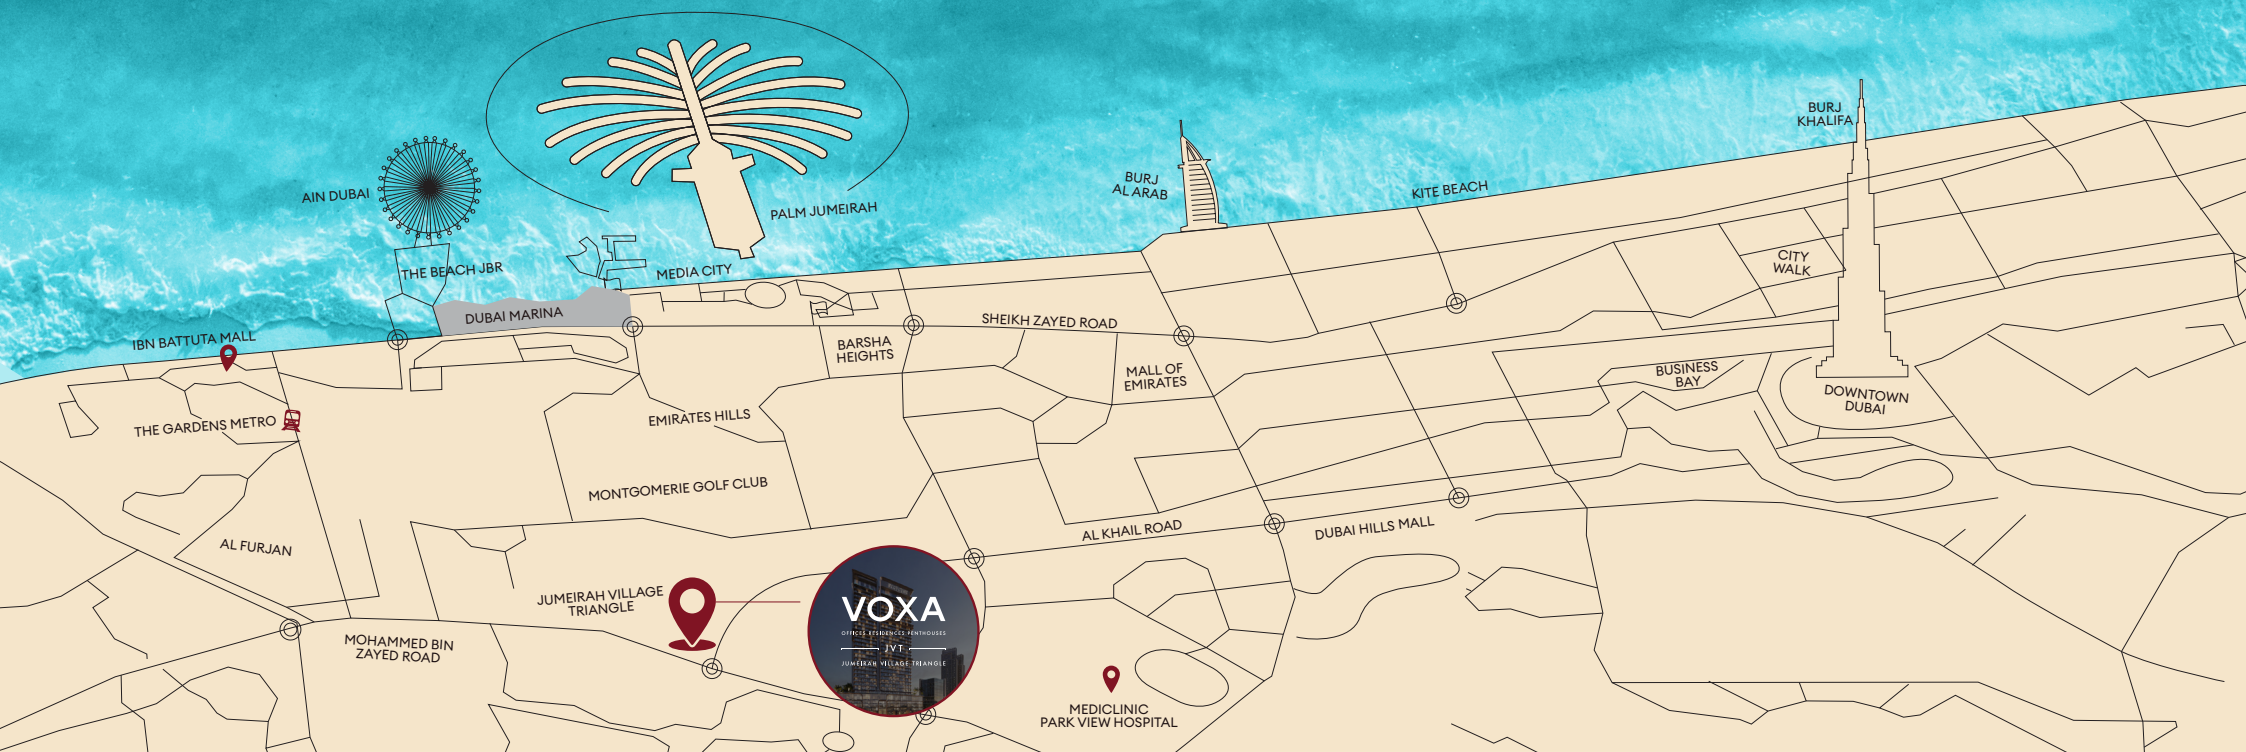 BURJ
KHALIFA
AIN DUBAI
BURJ
AL ARAB
KITE BEACH
PALM JUMEIRAH
THE BEACH JBR
MEDIA CITY
CITY
WALK
DUBAI MARINA
SHEIKH ZAYED ROAD
IBN BATTUTA MALL
BARSHA
HEIGHTS
MALL OF
EMIRATES
BUSINESS
BAY
DOWNTOWN
DUBAI
THE GARDENS METRO
EMIRATES HILLS
MONTGOMERIE GOLF CLUB
AL KHAIL ROAD
DUBAI HILLS MALL
AL FURJAN
JUMEIRAH VILLAGE
TRIANGLE
VOXA
OFFICES RESIDENCES PENTHOUSES
JVT
JUMEIRAH VILLAGE TRIANGLE
MOHAMMED BIN
ZAYED ROAD
MEDICLINIC
PARK VIEW HOSPITAL